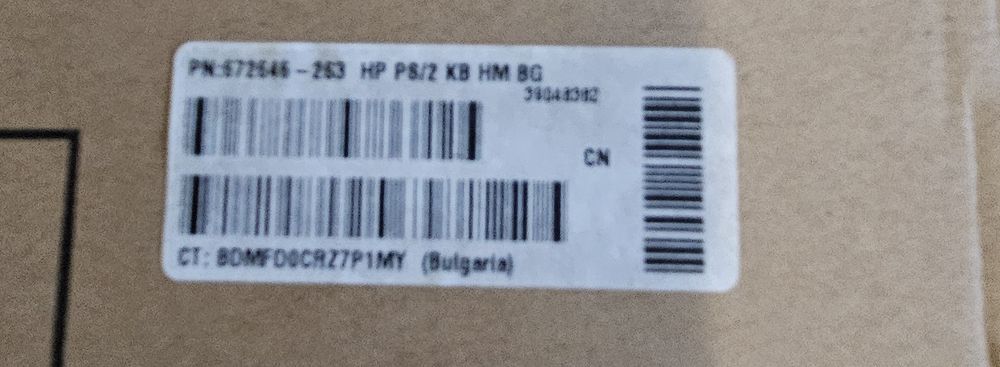 PN:672646-263 HP PS/2 KB HM BG
39048382
CN
CT: BDMFD0CRZ7P1MY (Bulgaria)